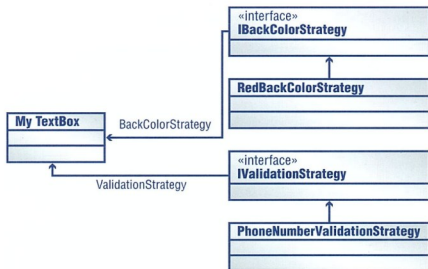 «interface»
IBackColorStrategy
RedBackColorStrategy
My TextBox
BackColorStrategy
«interface»
IValidationStrategy
ValidationStrategy
PhoneNumberValidationStrategy